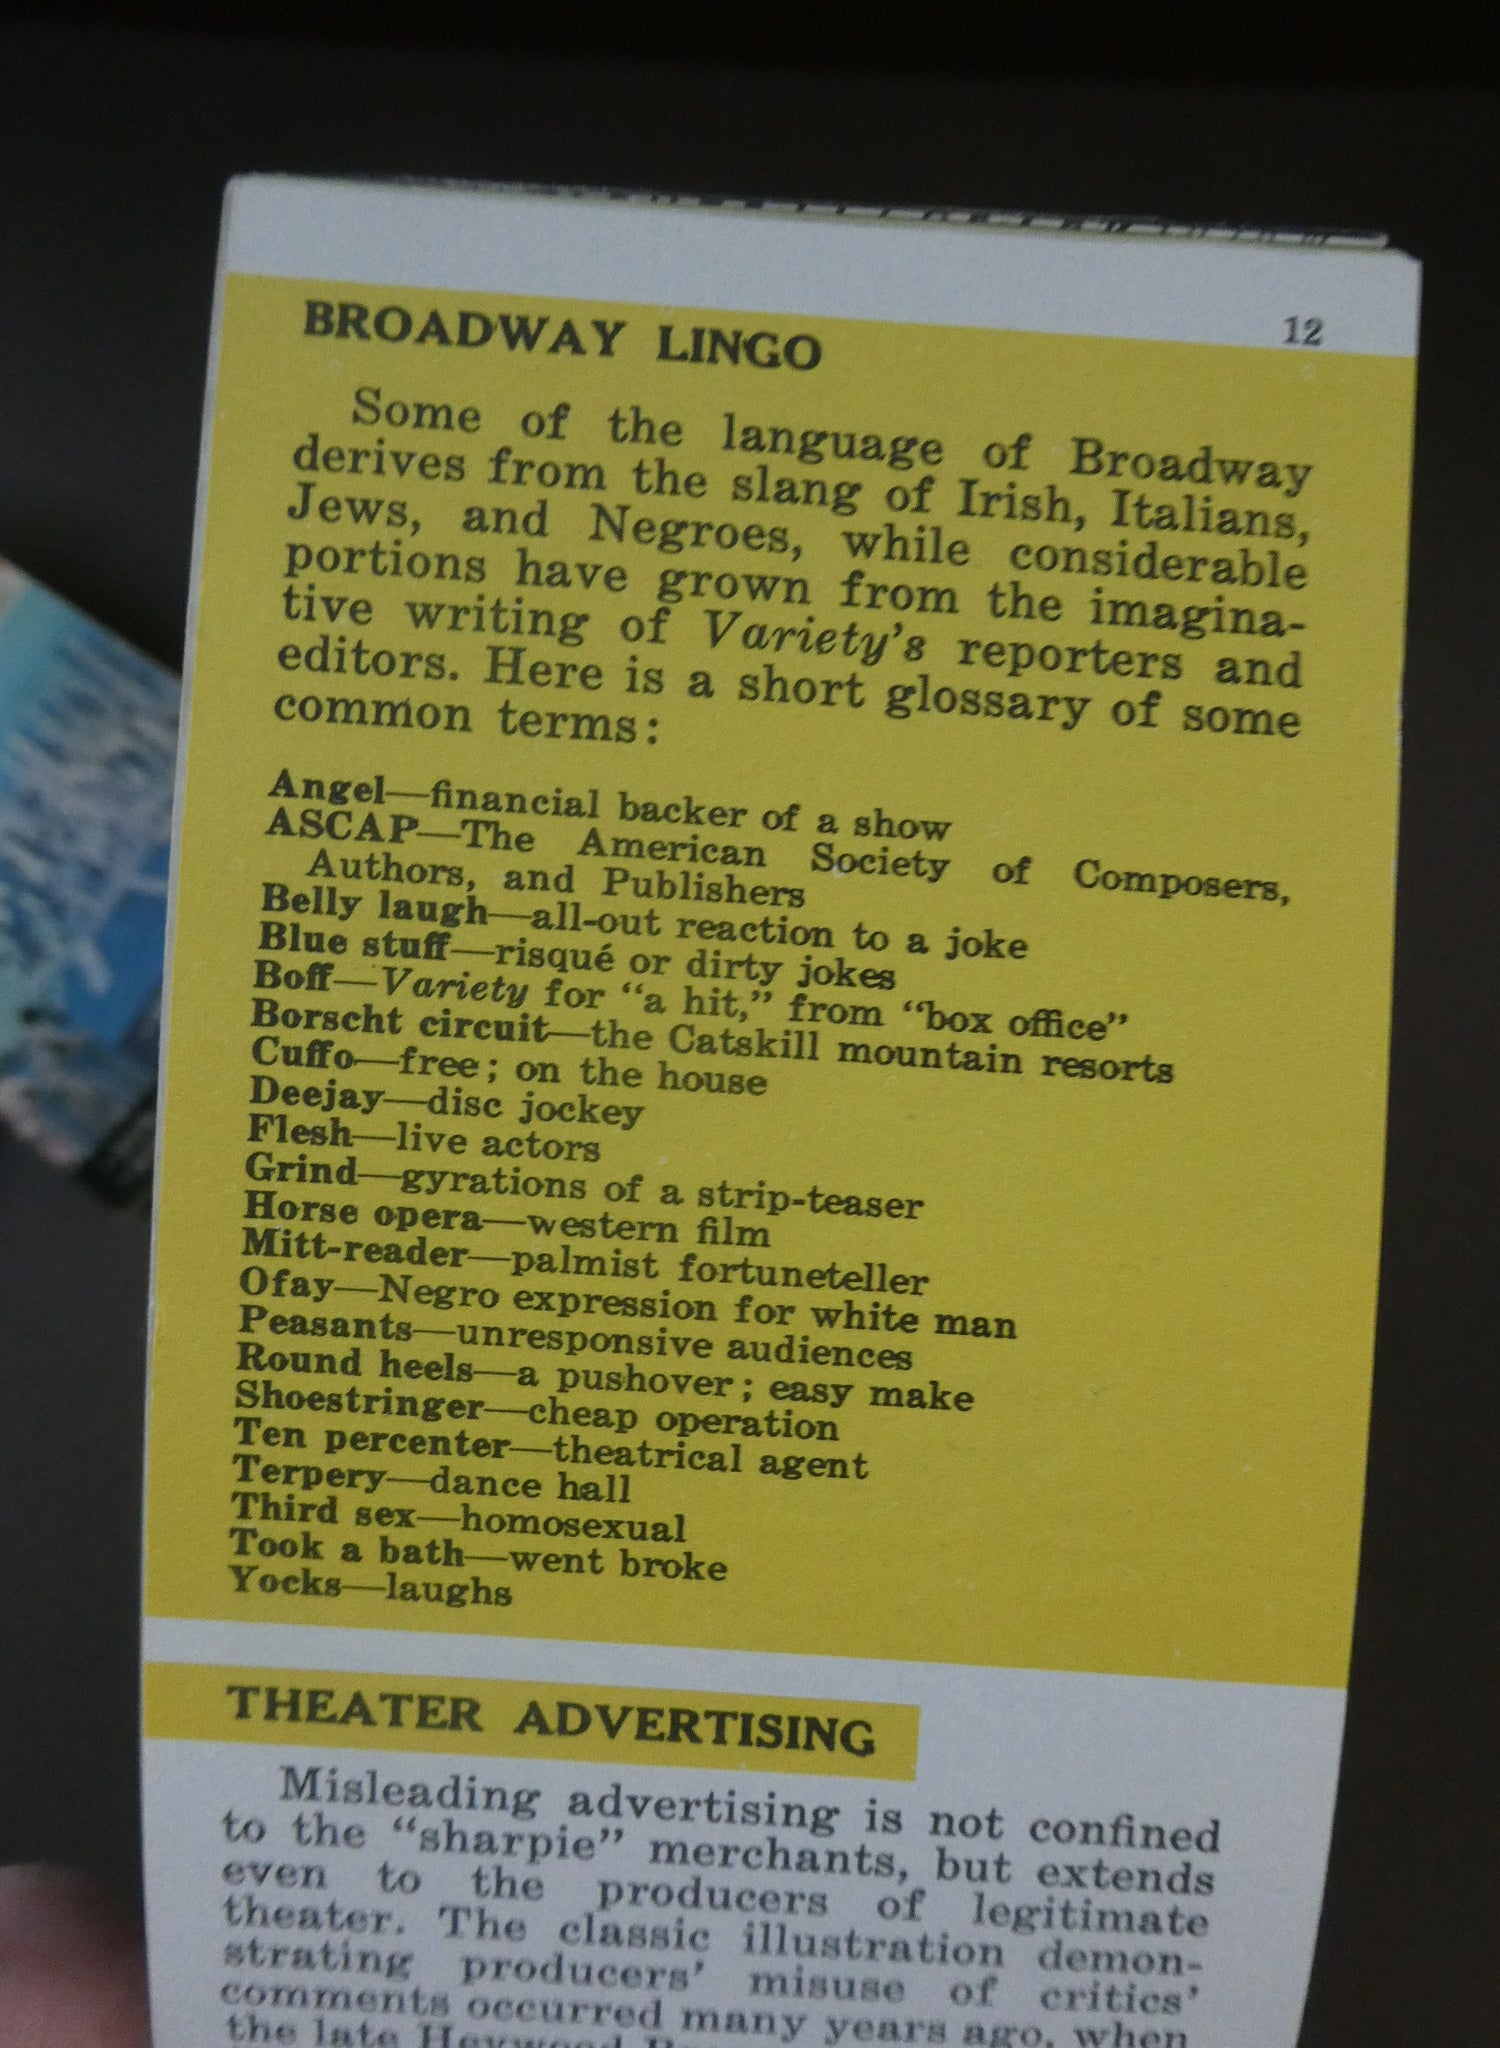 12
BROADWAY LINGO
Some of the language of Broadway
derives from the slang of Irish, Italians,
Jews, and Negroes, while considerable
portions have grown from the imagina-
tive writing of Variety's reporters and
editors. Here is a short glossary of some
common terms:
Angel—financial backer of a show
ASCAP—The American Society of Composers,
Authors, and Publishers
Belly laugh—all-out reaction to a joke
Blue stuff—risqué or dirty jokes
Boff—Variety for “a hit,” from “box office”
Borscht circuit—the Catskill mountain resorts
Cuffo—free; on the house
Deejay—disc jockey
Flesh—live actors
Grind—gyrations of a strip-teaser
Horse opera—western film
Mitt-reader—palmist fortuneteller
Ofay—Negro expression for white man
Peasants—unresponsive audiences
Round heels—a pushover; easy make
Shoestringer—cheap operation
Ten percenter—theatrical agent
Terpery—dance hall
Third sex—homosexual
Took a bath—went broke
Yocks—laughs
THEATER ADVERTISING
Misleading advertising is not confined
to the “sharpie” merchants, but extends
even to the producers of legitimate
theater. The classic illustration demon-
strating producers' misuse of critics'
comments occurred many years ago, when
the late Heywood